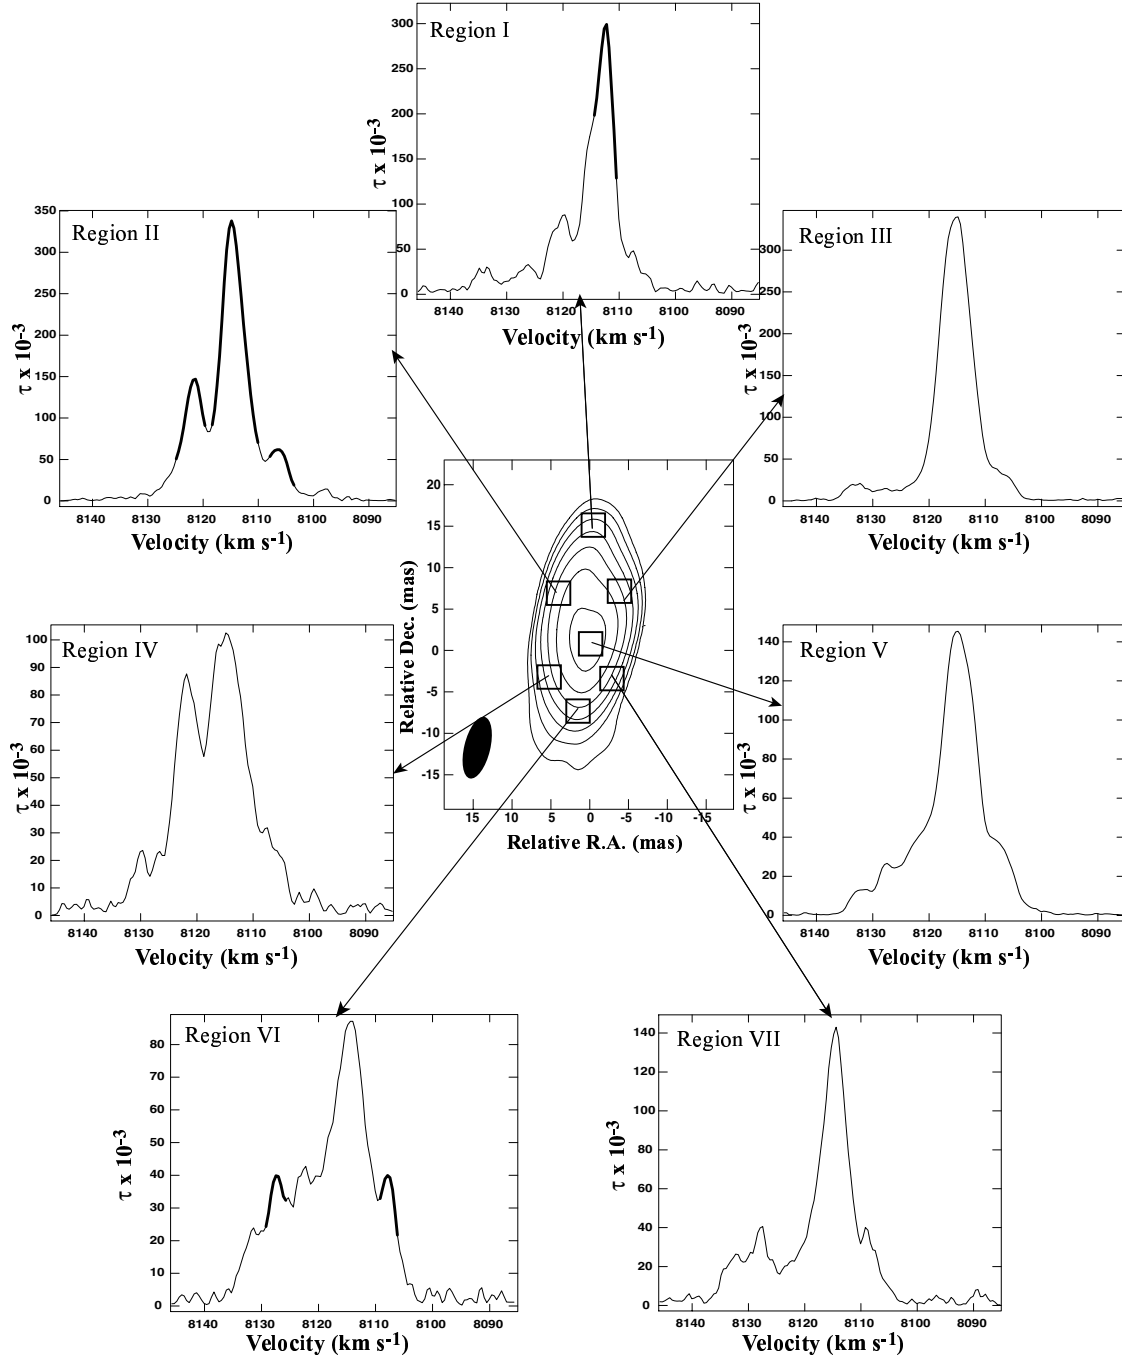 Region I
300
250
200
150
100
50
0
τ x 10-3
8140 8130 8120 8110 8100 8090
Velocity (km s-1)
Region II
350
300
250
200
150
100
50
0
τ x 10-3
8140 8130 8120 8110 8100 8090
Velocity (km s-1)
Region III
300
250
200
150
100
50
0
τ x 10-3
8140 8130 8120 8110 8100 8090
Velocity (km s-1)
20
15
10
5
0
-5
-10
-15
Relative Dec. (mas)
15 10 5 0 -5 -10 -15
Relative R.A. (mas)
Region IV
100
90
80
70
60
50
40
30
20
10
0
τ x 10-3
8140 8130 8120 8110 8100 8090
Velocity (km s-1)
Region V
140
120
100
80
60
40
20
0
τ x 10-3
8140 8130 8120 8110 8100 8090
Velocity (km s-1)
Region VI
80
70
60
50
40
30
20
10
0
τ x 10-3
8140 8130 8120 8110 8100 8090
Velocity (km s-1)
Region VII
140
120
100
80
60
40
20
0
τ x 10-3
8140 8130 8120 8110 8100 8090
Velocity (km s-1)